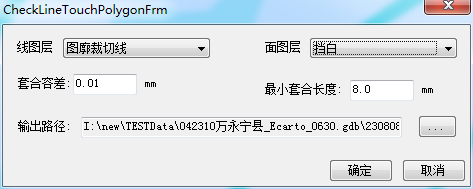 CheckLineTouchPolygonFrm
线图层 图廓裁切线 面图层 挡白
套合容差: 0.01 mm 最小套合长度: 8.0 mm
输出路径: I:\new\TESTData\042310万永宁县_Ecarto_0630.gdb\230808 ...
确定 取消